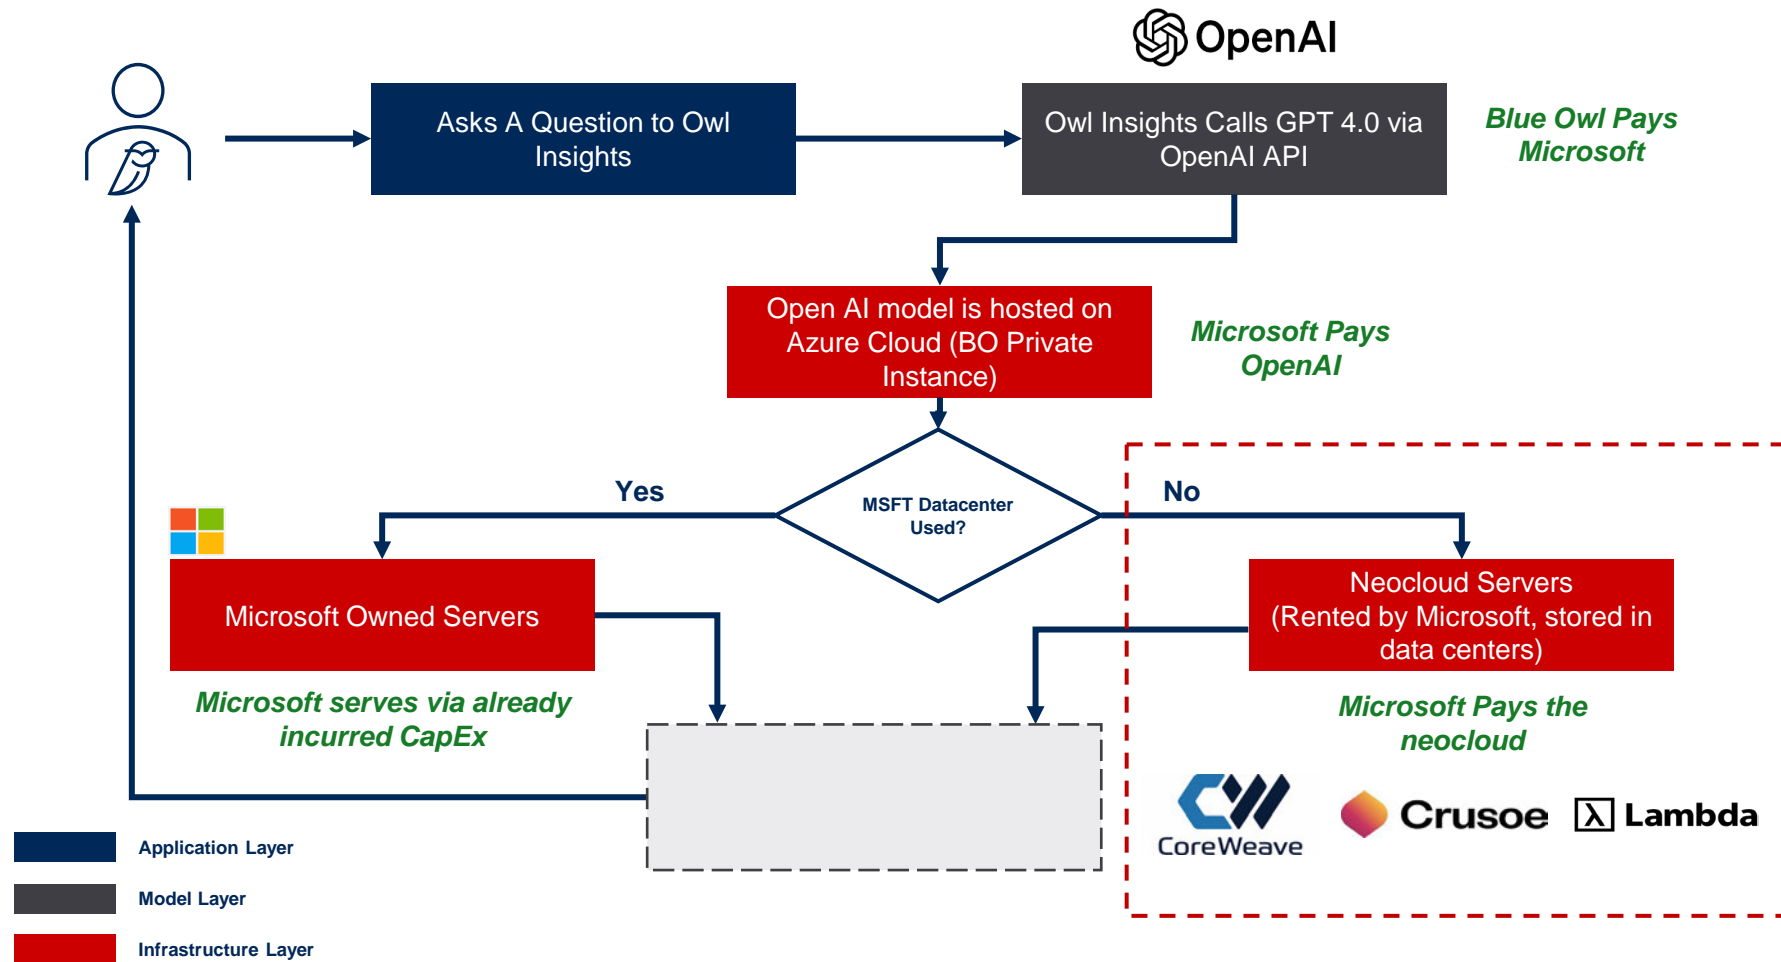 OpenAI
Asks A Question to Owl
Insights
Owl Insights Calls GPT 4.0 via
OpenAI API
Blue Owl Pays
Microsoft
Open AI model is hosted on
Azure Cloud (BO Private
Instance)
Microsoft Pays
OpenAI
Yes
MSFT Datacenter
Used?
No
Microsoft Owned Servers
Neocloud Servers
(Rented by Microsoft, stored in
data centers)
Microsoft serves via already
incurred CapEx
Microsoft Pays the
neocloud
CoreWeave
Crusoe
Lambda
Application Layer
Model Layer
Infrastructure Layer